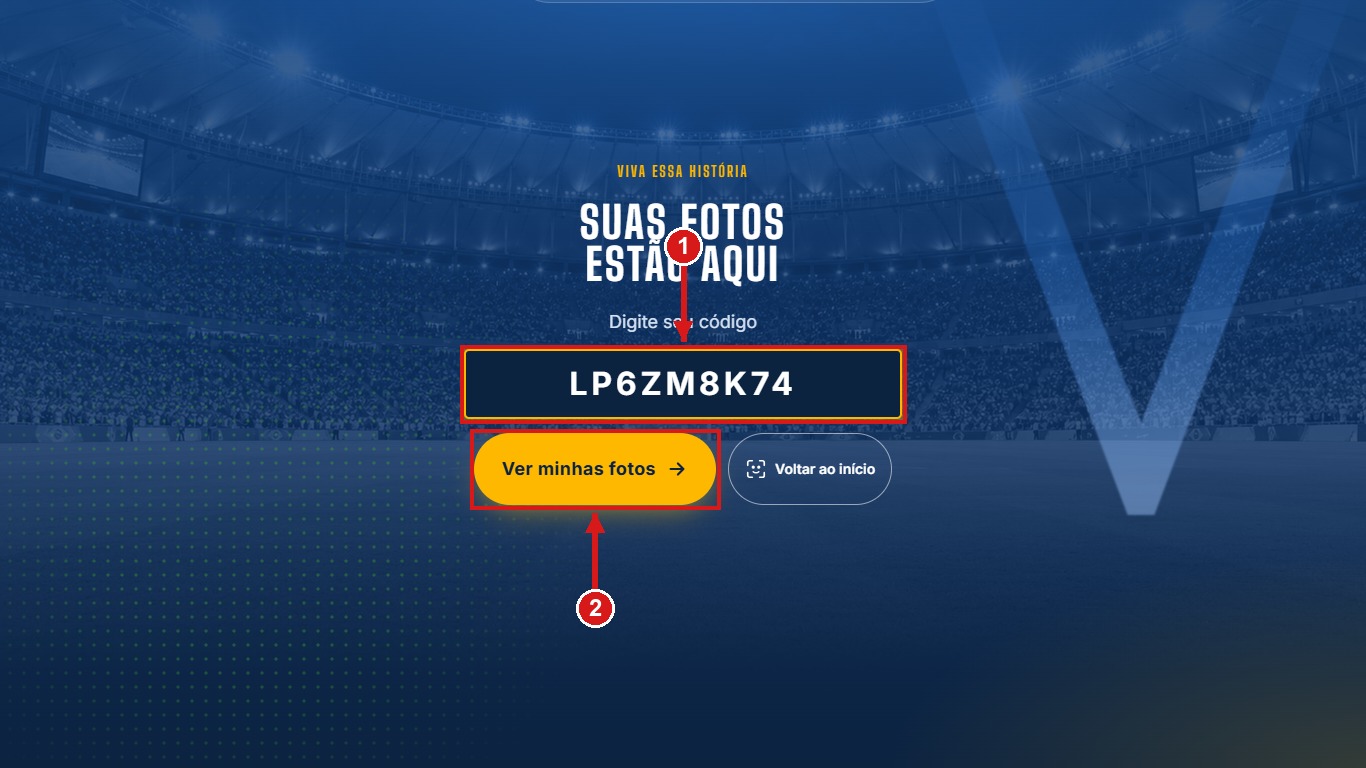 VIVA ESSA HISTÓRIA
SUAS FOTOS
ESTÃO AQUI
1
Digite seu código
LP6ZM8K74
Ver minhas fotos →
Voltar ao início
2